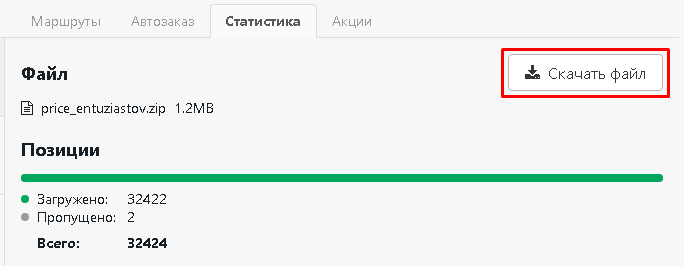 Маршруты Автозаказ Статистика Акции
Файл
Скачать файл
price_entuziastov.zip 1.2MB
Позиции
Загружено: 32422
Пропущено: 2
Всего: 32424